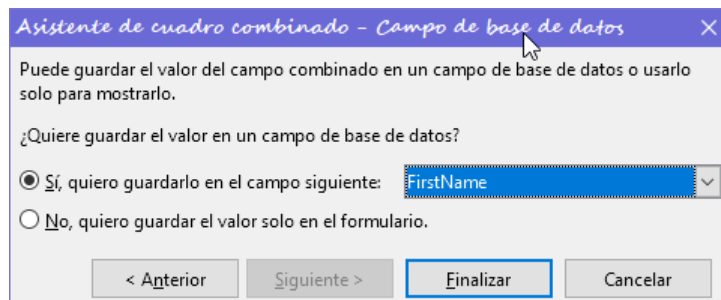 Asistente de cuadro combinado - Campo de base de datos
Puede guardar el valor del campo combinado en un campo de base de datos o usarlo
solo para mostrarlo.
¿Quiere guardar el valor en un campo de base de datos?
Sí, quiero guardarlo en el campo siguiente: FirstName
No, quiero guardar el valor solo en el formulario.
< Anterior Siguiente > Finalizar Cancelar